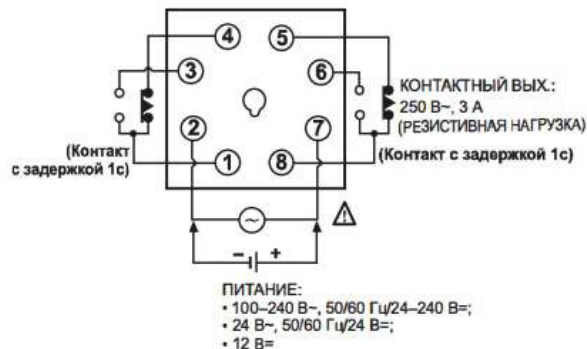 4
5
3
6
КОНТАКТНЫЙ ВЫХ.:
250 В~, 3 А
(РЕЗИСТИВНАЯ НАГРУЗКА)
2
7
(Контакт
с задержкой 1с)
1
8
(Контакт с задержкой 1с)
~
− +
ПИТАНИЕ:
• 100–240 В~, 50/60 Гц/24–240 В=;
• 24 В~, 50/60 Гц/24 В=;
• 12 В=